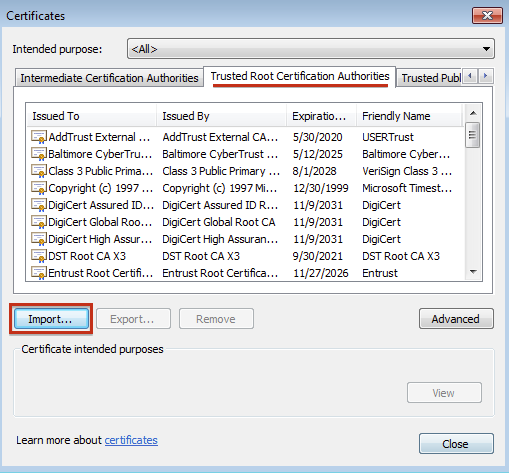 Certificates
Intended purpose: <All>
Intermediate Certification Authorities Trusted Root Certification Authorities Trusted Publ
Issued To Issued By Expiratio... Friendly Name
AddTrust External ... AddTrust External CA... 5/30/2020 USERTrust
Baltimore CyberTru... Baltimore CyberTrust ... 5/12/2025 Baltimore Cyber...
Class 3 Public Prima... Class 3 Public Primary ... 8/1/2028 VeriSign Class 3 ...
Copyright (c) 1997 ... Copyright (c) 1997 Mi... 12/30/1999 Microsoft Timest...
DigiCert Assured ID... DigiCert Assured ID R... 11/9/2031 DigiCert
DigiCert Global Roo... DigiCert Global Root CA 11/9/2031 DigiCert
DigiCert High Assur... DigiCert High Assuran... 11/9/2031 DigiCert
DST Root CA X3 DST Root CA X3 9/30/2021 DST Root CA X3
Entrust Root Certifi... Entrust Root Certifica... 11/27/2026 Entrust
Import... Export... Remove Advanced
Certificate intended purposes
View
Learn more about certificates
Close